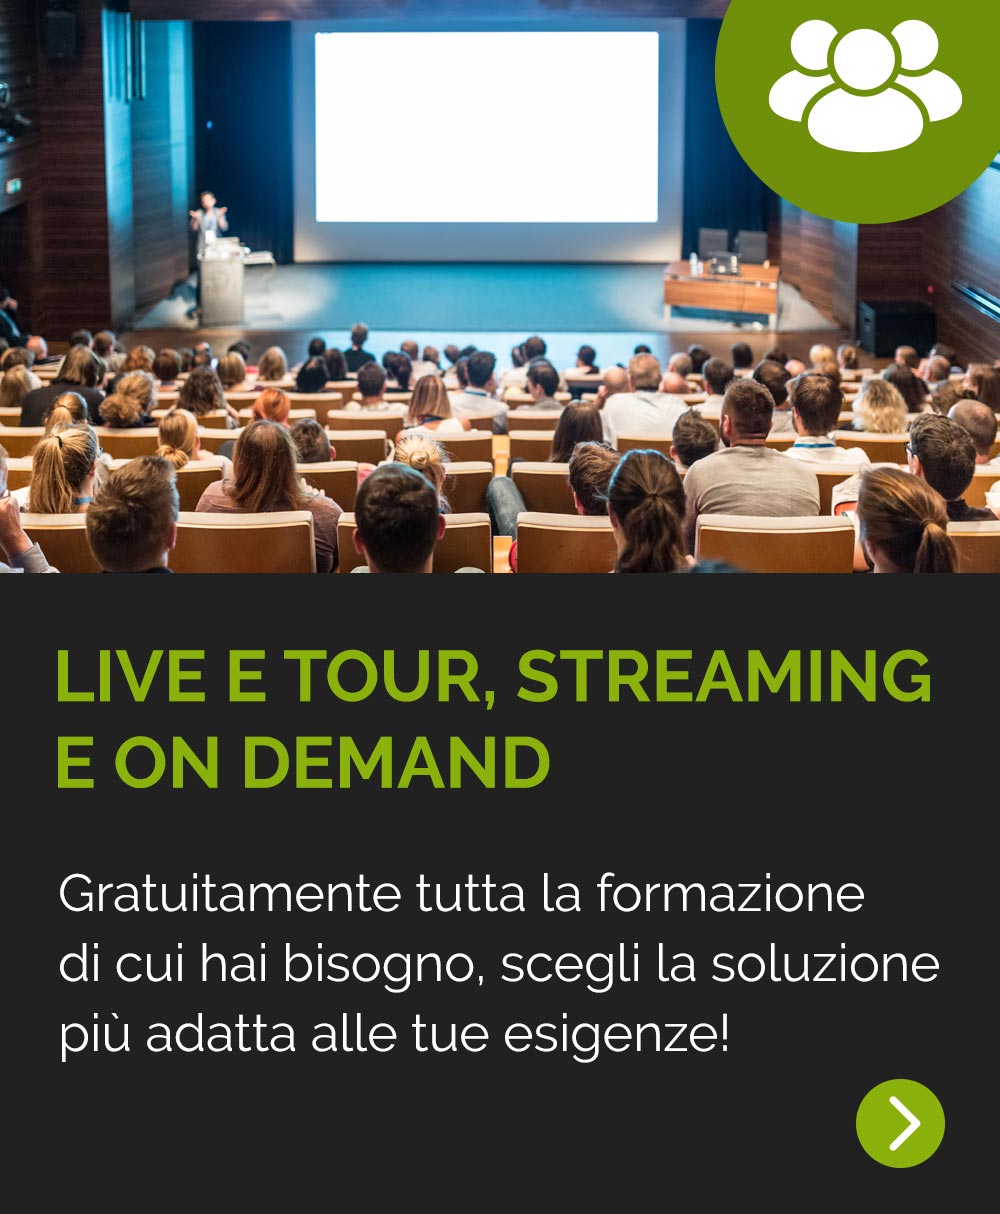 LIVE E TOUR, STREAMING
E ON DEMAND
Gratuitamente tutta la formazione
di cui hai bisogno, scegli la soluzione
più adatta alle tue esigenze!